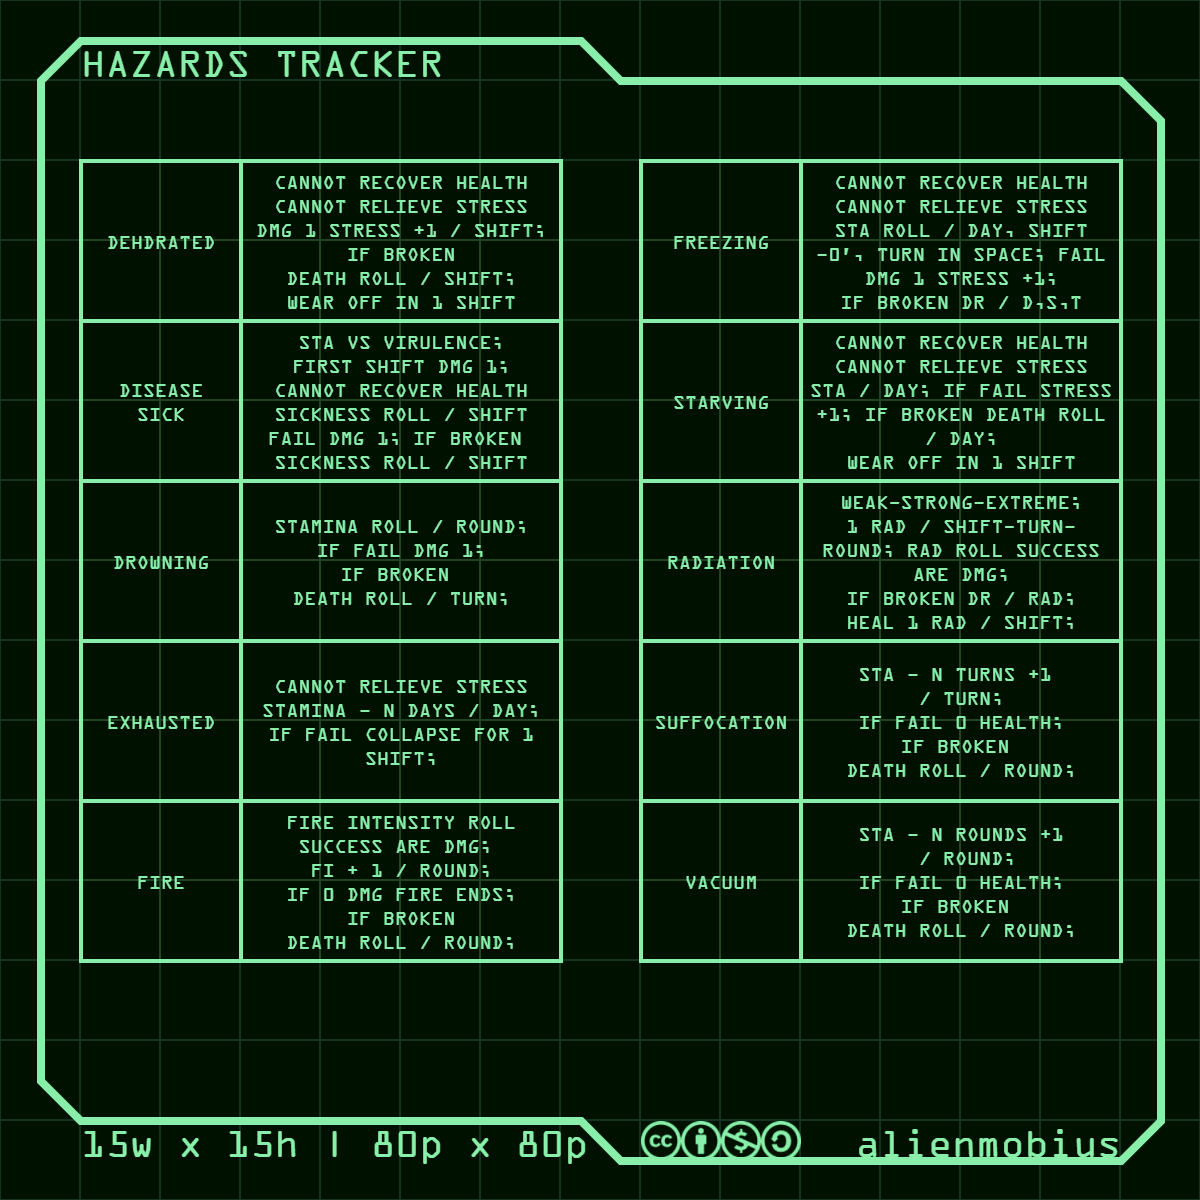 HAZARDS TRACKER
DEHDRATED
CANNOT RECOVER HEALTH
CANNOT RELIEVE STRESS
DMG 1 STRESS +1 / SHIFT;
IF BROKEN
DEATH ROLL / SHIFT;
WEAR OFF IN 1 SHIFT
DISEASE
SICK
STA VS VIRULENCE;
FIRST SHIFT DMG 1;
CANNOT RECOVER HEALTH
SICKNESS ROLL / SHIFT
FAIL DMG 1; IF BROKEN
SICKNESS ROLL / SHIFT
DROWNING
STAMINA ROLL / ROUND;
IF FAIL DMG 1;
IF BROKEN
DEATH ROLL / TURN;
EXHAUSTED
CANNOT RELIEVE STRESS
STAMINA - N DAYS / DAY;
IF FAIL COLLAPSE FOR 1
SHIFT;
FIRE
FIRE INTENSITY ROLL
SUCCESS ARE DMG;
FI + 1 / ROUND;
IF 0 DMG FIRE ENDS;
IF BROKEN
DEATH ROLL / ROUND;
FREEZING
CANNOT RECOVER HEALTH
CANNOT RELIEVE STRESS
STA ROLL / DAY, SHIFT
-0°, TURN IN SPACE; FAIL
DMG 1 STRESS +1;
IF BROKEN DR / D,S,T
STARVING
CANNOT RECOVER HEALTH
CANNOT RELIEVE STRESS
STA / DAY; IF FAIL STRESS
+1; IF BROKEN DEATH ROLL
/ DAY;
WEAR OFF IN 1 SHIFT
RADIATION
WEAK-STRONG-EXTREME;
1 RAD / SHIFT-TURN-
ROUND; RAD ROLL SUCCESS
ARE DMG;
IF BROKEN DR / RAD;
HEAL 1 RAD / SHIFT;
SUFFOCATION
STA - N TURNS +1
/ TURN;
IF FAIL 0 HEALTH;
IF BROKEN
DEATH ROLL / ROUND;
VACUUM
STA - N ROUNDS +1
/ ROUND;
IF FAIL 0 HEALTH;
IF BROKEN
DEATH ROLL / ROUND;
15w x 15h | 80p x 80p
cc
alienmobius